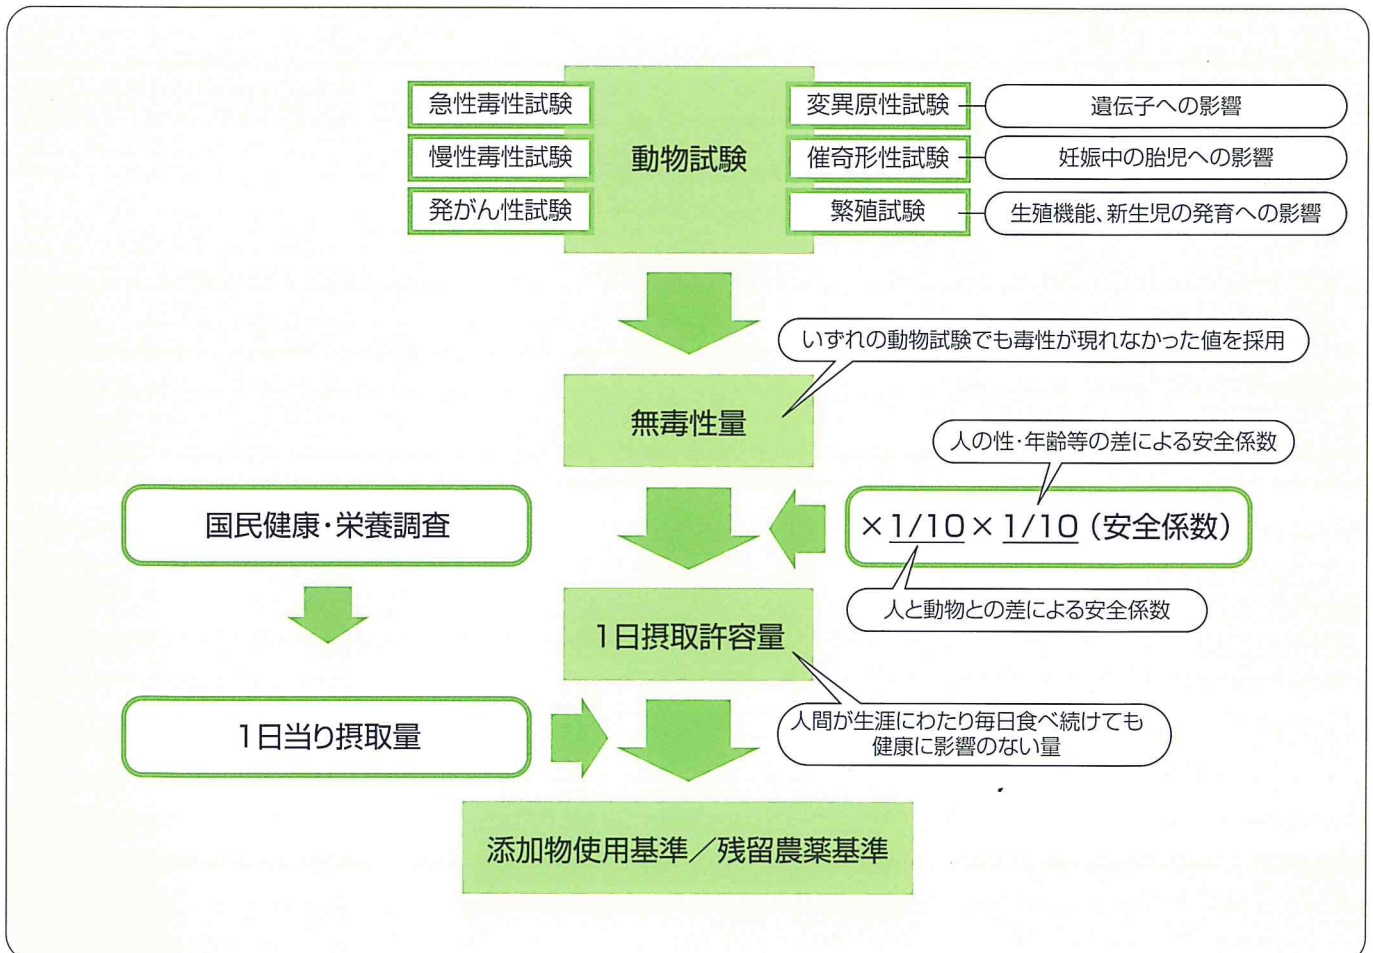 急性毒性試験
慢性毒性試験
発がん性試験
動物試験
変異原性試験
遺伝子への影響
催奇形性試験
妊娠中の胎児への影響
繁殖試験
生殖機能、新生児の発育への影響
いずれの動物試験でも毒性が現れなかった値を採用
無毒性量
人の性・年齢等の差による安全係数
国民健康・栄養調査
×1/10×1/10(安全係数)
人と動物との差による安全係数
1日摂取許容量
1日当り摂取量
人間が生涯にわたり毎日食べ続けても
健康に影響のない量
添加物使用基準/残留農薬基準